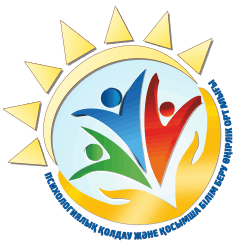 ПСИХОЛОГИЯЛЫҚ ҚОЛДАУ ЖӘНЕ ҚОСЫМША БІЛІМ БЕРУ ӨҢІРЛІК ОРТАЛЫҒЫ